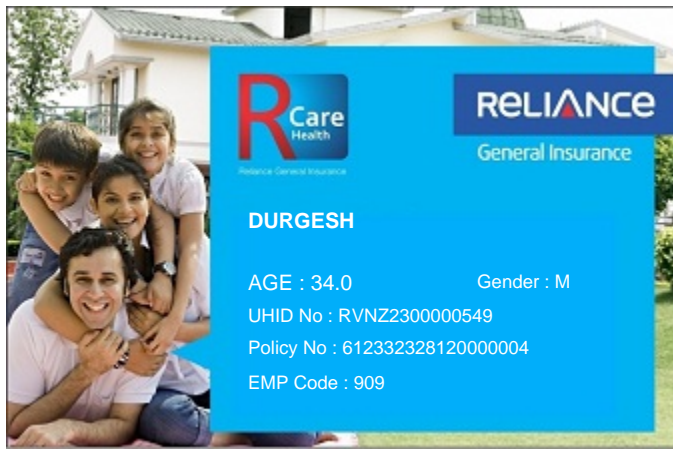 R Care
Health
Reliance General Insurance
RELIANCE
General Insurance
DURGESH
AGE : 34.0 Gender : M
UHID No : RVNZ2300000549
Policy No : 612332328120000004
EMP Code : 909